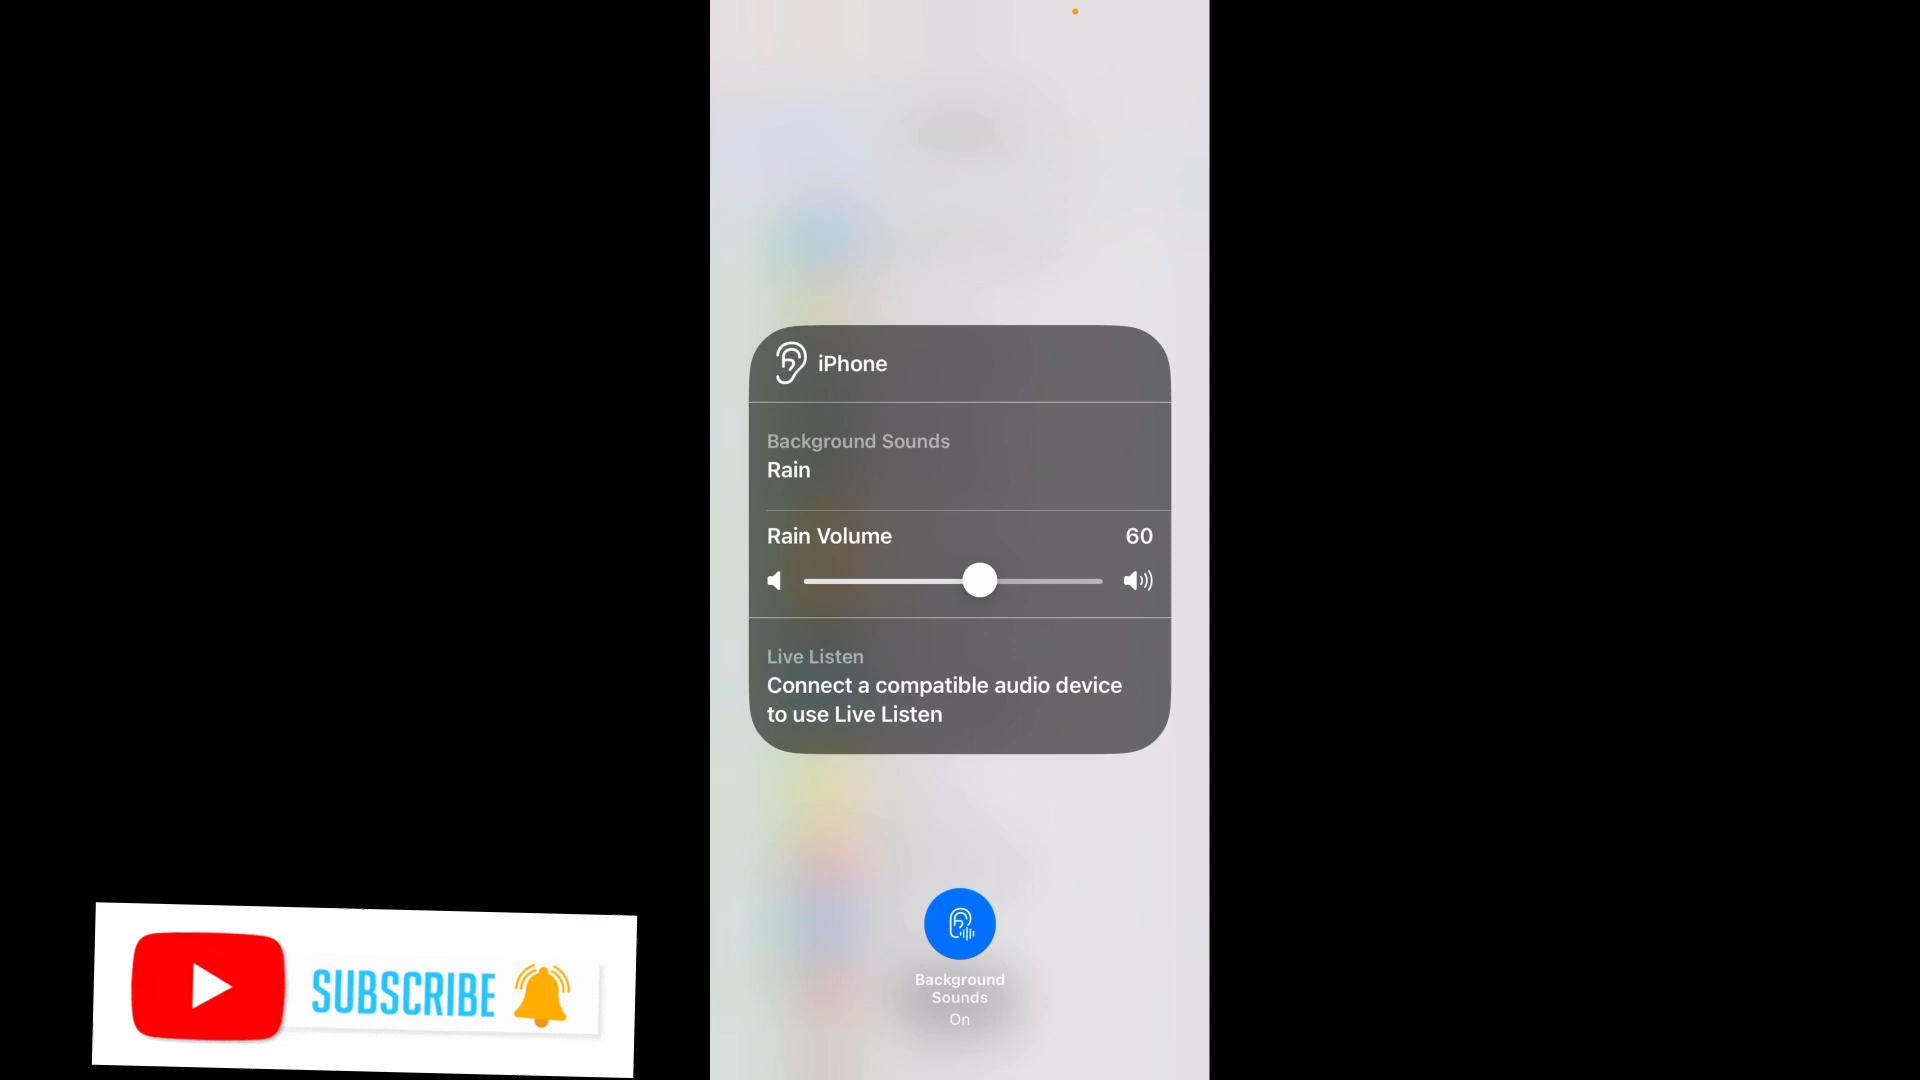 iPhone
Background Sounds
Rain
Rain Volume 60
Live Listen
Connect a compatible audio device
to use Live Listen
Background
Sounds
On
SUBSCRIBE